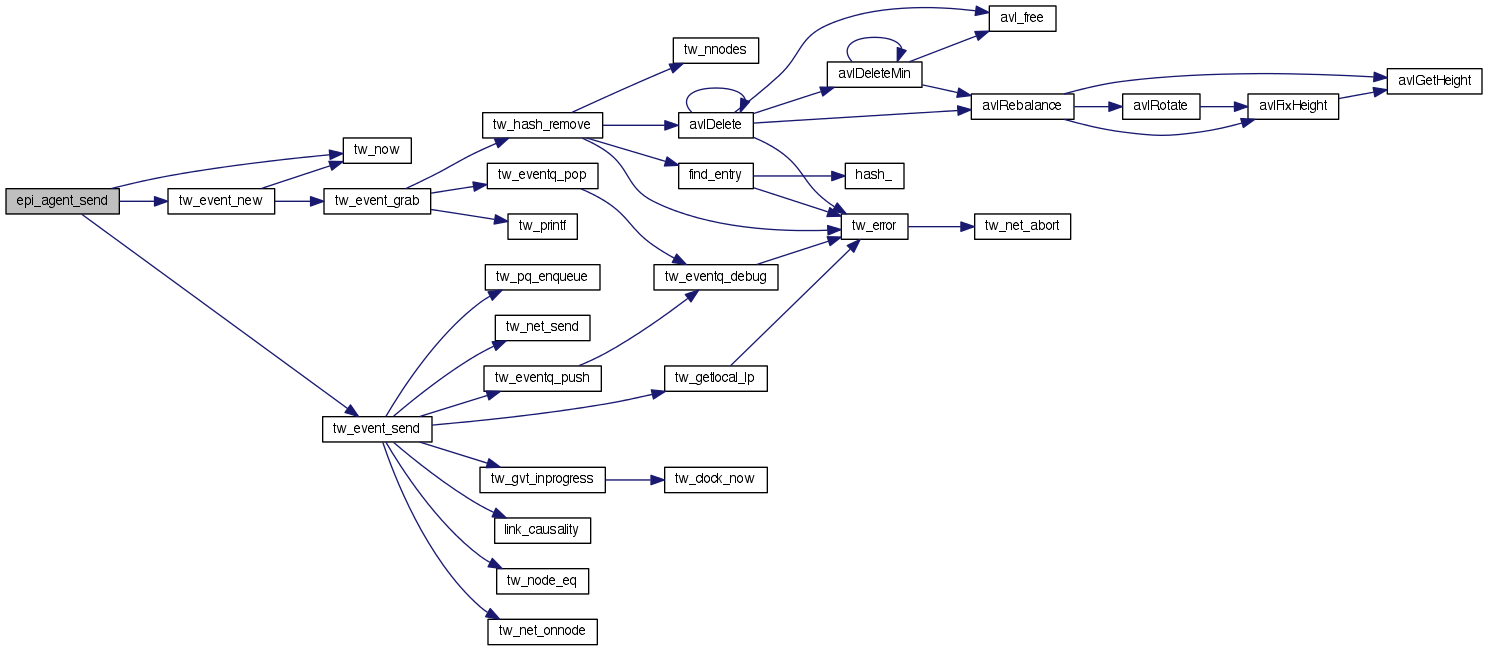 epi_agent_send
tw_now
tw_event_new
tw_event_grab
tw_hash_remove
tw_nnodes
avlDelete
avl_free
avlDeleteMin
avlRebalance
avlRotate
avlFixHeight
avlGetHeight
tw_eventq_pop
find_entry
hash_
tw_printf
tw_error
tw_net_abort
tw_pq_enqueue
tw_eventq_debug
tw_net_send
tw_eventq_push
tw_getlocal_lp
tw_event_send
tw_gvt_inprogress
tw_clock_now
link_causality
tw_node_eq
tw_net_onnode